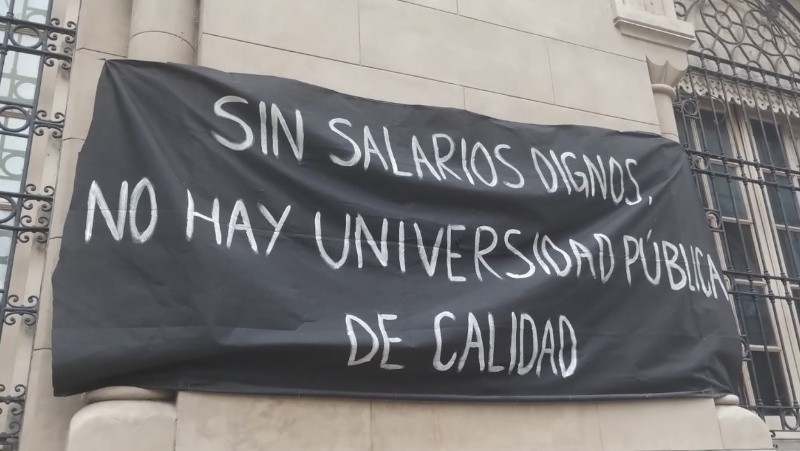 SIN SALARIOS DIGNOS,
NO HAY UNIVERSIDAD PÚBLICA
DE CALIDAD